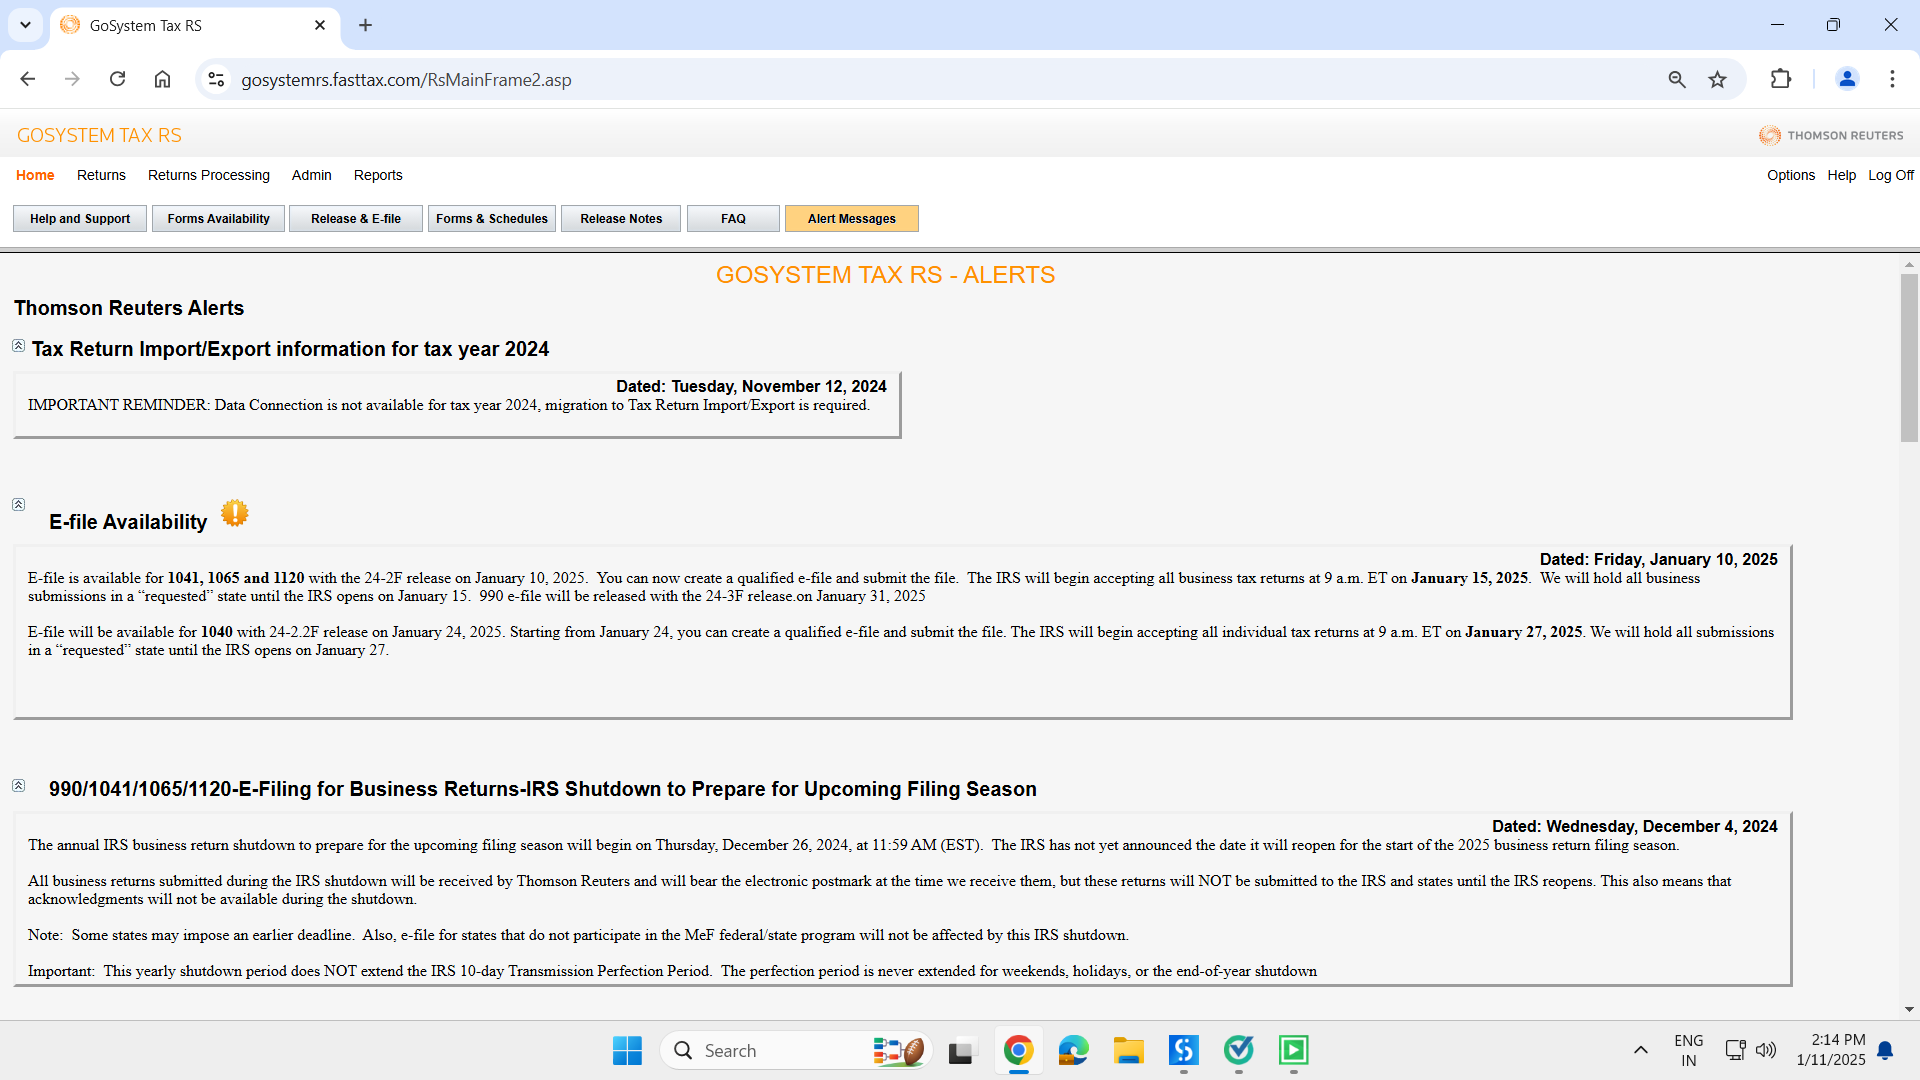 GoSystem Tax RS
gosystemrs.fasttax.com/RsMainFrame2.asp
GOSYSTEM TAX RS
THOMSON REUTERS
Home Returns Returns Processing Admin Reports Options Help Log Off
Help and Support Forms Availability Release & E-file Forms & Schedules Release Notes FAQ Alert Messages
GOSYSTEM TAX RS - ALERTS
Thomson Reuters Alerts
Tax Return Import/Export information for tax year 2024
Dated: Tuesday, November 12, 2024
IMPORTANT REMINDER: Data Connection is not available for tax year 2024, migration to Tax Return Import/Export is required.
E-file Availability
Dated: Friday, January 10, 2025
E-file is available for 1041, 1065 and 1120 with the 24-2F release on January 10, 2025.  You can now create a qualified e-file and submit the file.  The IRS will begin accepting all business tax returns at 9 a.m. ET on January 15, 2025.  We will hold all business
submissions in a “requested” state until the IRS opens on January 15.  990 e-file will be released with the 24-3F release.on January 31, 2025
E-file will be available for 1040 with 24-2.2F release on January 24, 2025. Starting from January 24, you can create a qualified e-file and submit the file. The IRS will begin accepting all individual tax returns at 9 a.m. ET on January 27, 2025. We will hold all submissions
in a “requested” state until the IRS opens on January 27.
990/1041/1065/1120-E-Filing for Business Returns-IRS Shutdown to Prepare for Upcoming Filing Season
Dated: Wednesday, December 4, 2024
The annual IRS business return shutdown to prepare for the upcoming filing season will begin on Thursday, December 26, 2024, at 11:59 AM (EST).  The IRS has not yet announced the date it will reopen for the start of the 2025 business return filing season.
All business returns submitted during the IRS shutdown will be received by Thomson Reuters and will bear the electronic postmark at the time we receive them, but these returns will NOT be submitted to the IRS and states until the IRS reopens. This also means that
acknowledgments will not be available during the shutdown.
Note:  Some states may impose an earlier deadline.  Also, e-file for states that do not participate in the MeF federal/state program will not be affected by this IRS shutdown.
Important:  This yearly shutdown period does NOT extend the IRS 10-day Transmission Perfection Period.  The perfection period is never extended for weekends, holidays, or the end-of-year shutdown
Search
ENG
IN
2:14 PM
1/11/2025